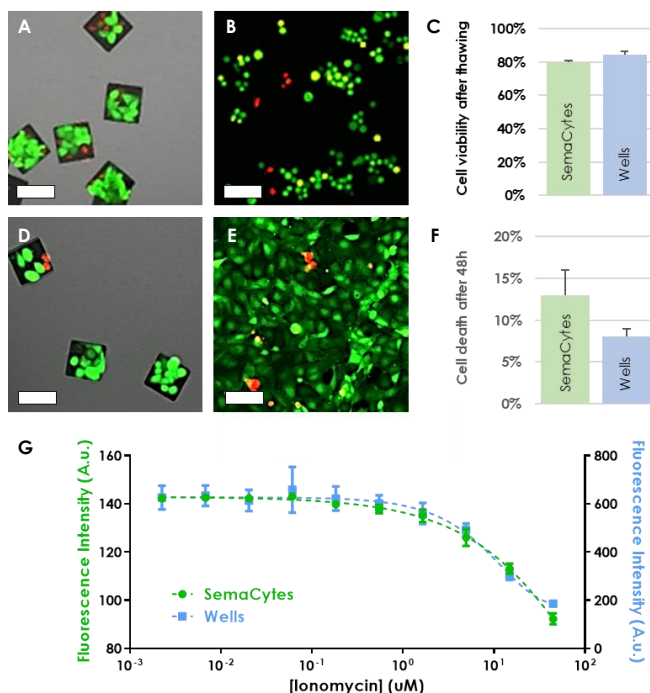 A
B
C
Cell viability after thawing
100%
80%
60%
40%
20%
0%
SemaCytes
Wells
D
E
F
Cell death after 48h
20%
15%
10%
5%
0%
SemaCytes
Wells
G
Fluorescence Intensity (A.u.)
160
140
120
100
80
SemaCytes
Wells
800
600
400
200
0
Fluorescence Intensity
(A.u.)
10-3
10-2
10-1
100
101
102
[Ionomycin] (uM)